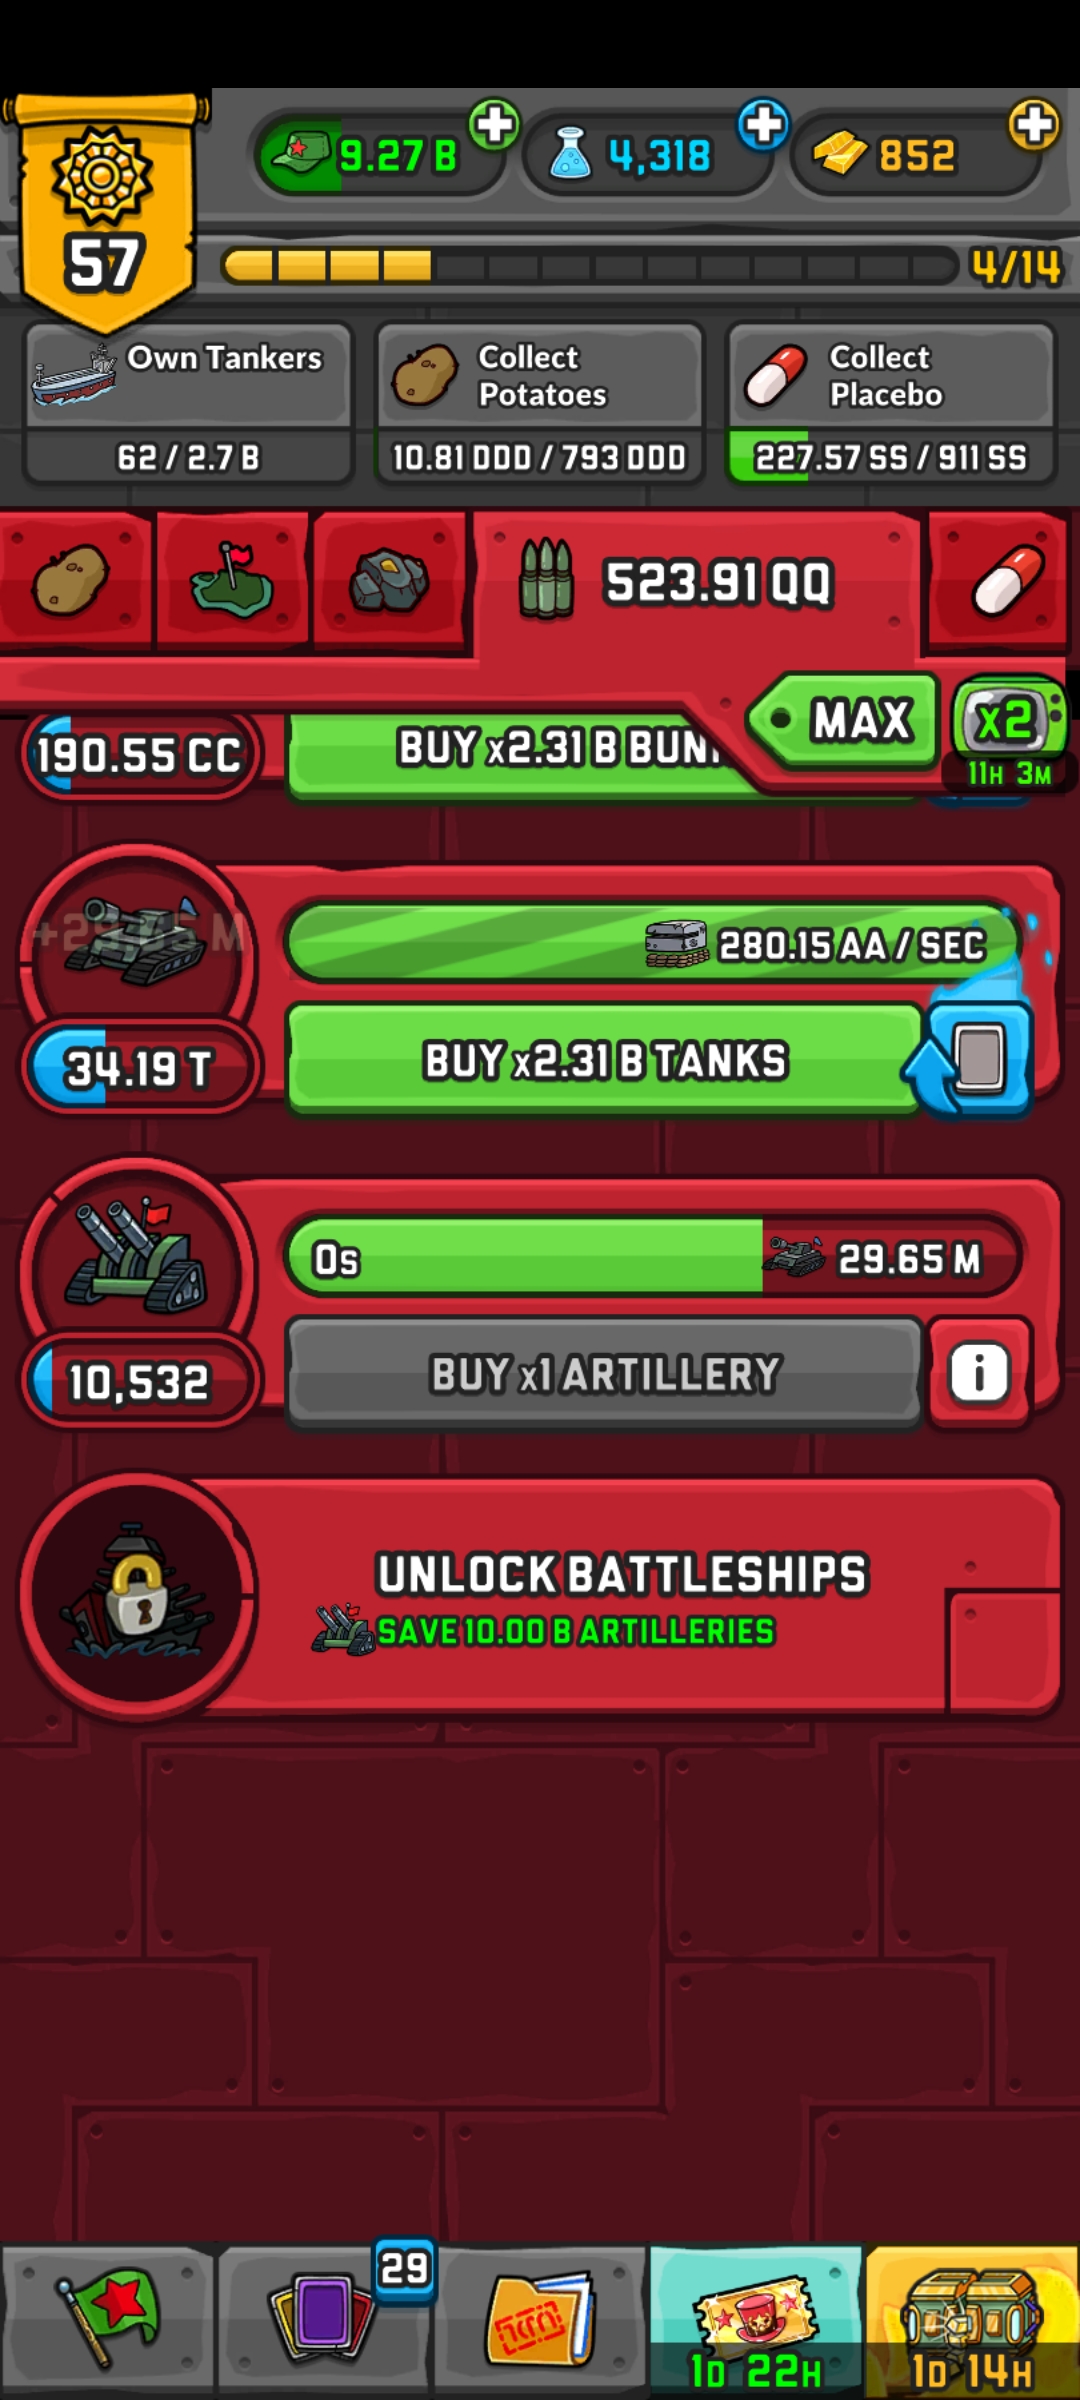 57
9.27 B
4,318
852
4/14
Own Tankers
62 / 2.7 B
Collect
Potatoes
10.81 DDD / 793 DDD
Collect
Placebo
227.57 SS / 911 SS
523.91 QQ
MAX
x2
11H 3M
190.55 CC
BUY x2.31 B
280.15 AA / SEC
34.19 T
BUY x2.31 B TANKS
0s
29.65 M
10,532
BUY x1 ARTILLERY
i
UNLOCK BATTLESHIPS
SAVE 10.00 B ARTILLERIES
29
1D 22H
1D 14H